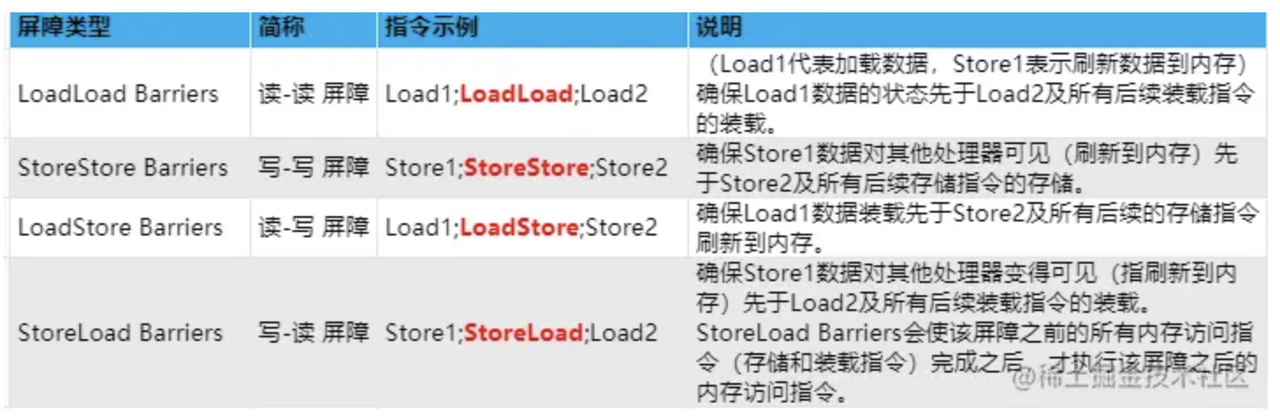 屏障类型 简称 指令示例 说明
LoadLoad Barriers 读-读 屏障 Load1;LoadLoad;Load2
（Load1代表加载数据，Store1表示刷新数据到内存）
确保Load1数据的状态先于Load2及所有后续装载指令
的装载。
StoreStore Barriers 写-写 屏障 Store1;StoreStore;Store2
确保Store1数据对其他处理器可见（刷新到内存）先
于Store2及所有后续存储指令的存储。
LoadStore Barriers 读-写 屏障 Load1;LoadStore;Store2
确保Load1数据装载先于Store2及所有后续的存储指令
刷新到内存。
StoreLoad Barriers 写-读 屏障 Store1;StoreLoad;Load2
确保Store1数据对其他处理器变得可见（指刷新到内
存）先于Load2及所有后续装载指令的装载。
StoreLoad Barriers会使该屏障之前的所有内存访问指
令（存储和装载指令）完成之后，才执行该屏障之后的
内存访问指令。
@稀土掘金技术社区